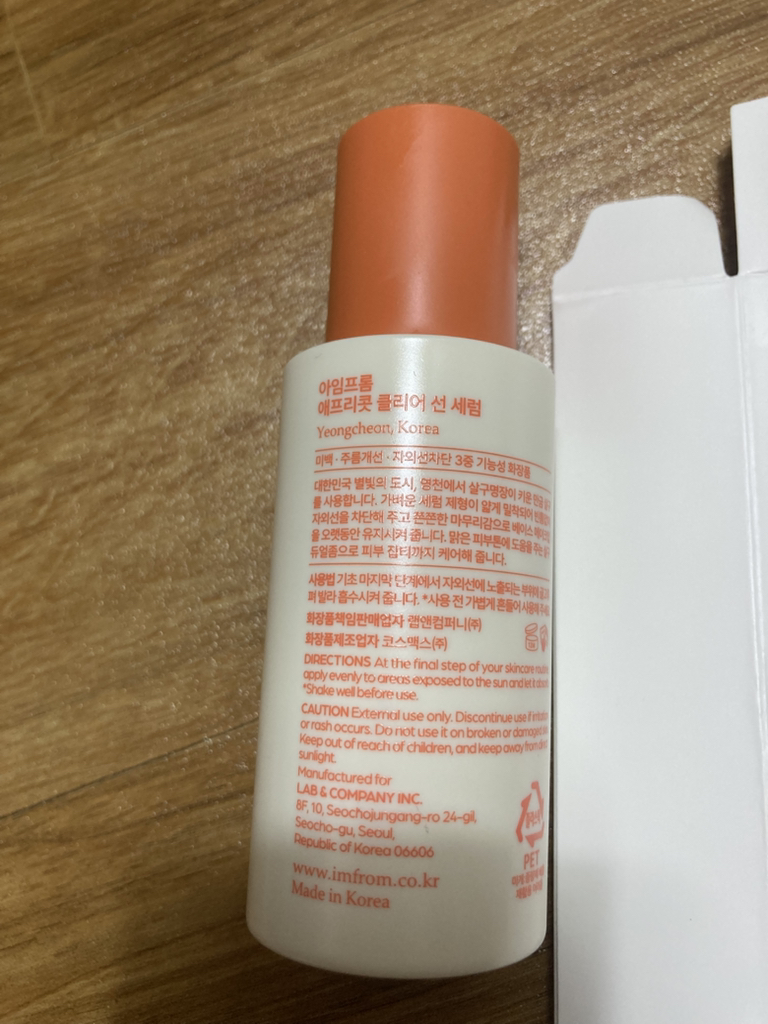 아임프롬
애프리콧 클리어 선 세럼
Yeongcheon, Korea
미백 · 주름개선 · 자외선차단 3중 기능성 화장품
대한민국 별빛의 도시, 영천에서 살구명장이 키운 한글
를 사용합니다. 가벼운 세럼 제형이 얇게 밀착되어
자외선을 차단해 주고 쫀쫀한 마무리감으로 베이스
을 오랫동안 유지시켜 줍니다. 맑은 피부톤에 도움을 주는
듀얼좀으로 피부 잡티까지 케어해 줍니다.
사용법 기초 마지막 단계에서 자외선에 노출되는 부위에
펴 발라 흡수시켜 줍니다. *사용 전 가볍게 흔들어 사용해
화장품책임판매업자 랩앤컴퍼니(주)
화장품제조업자 코스맥스(주)
DIRECTIONS At the final step of your skincare routine
apply evenly to areas exposed to the sun and let it
*Shake well before use.
CAUTION External use only. Discontinue use if
or rash occurs. Do not use it on broken or damaged
Keep out of reach of children, and keep away from direct
sunlight.
Manufactured for
LAB & COMPANY INC.
8F, 10, Seochojungang-ro 24-gil,
Seocho-gu, Seoul,
Republic of Korea 06606
www.imfrom.co.kr
Made in Korea
PET